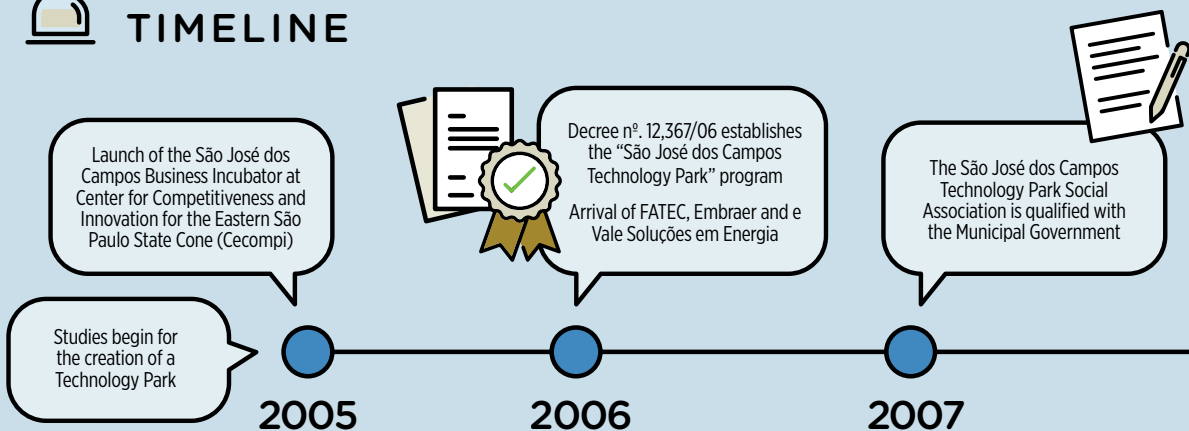 TIMELINE
Launch of the São José dos
Campos Business Incubator at
Center for Competitiveness and
Innovation for the Eastern São
Paulo State Cone (Cecompi)
Studies begin for
the creation of a
Technology Park
2005
Decree nº. 12,367/06 establishes
the “São José dos Campos
Technology Park” program
Arrival of FATEC, Embraer and e
Vale Soluções em Energia
2006
The São José dos Campos
Technology Park Social
Association is qualified with
the Municipal Government
2007